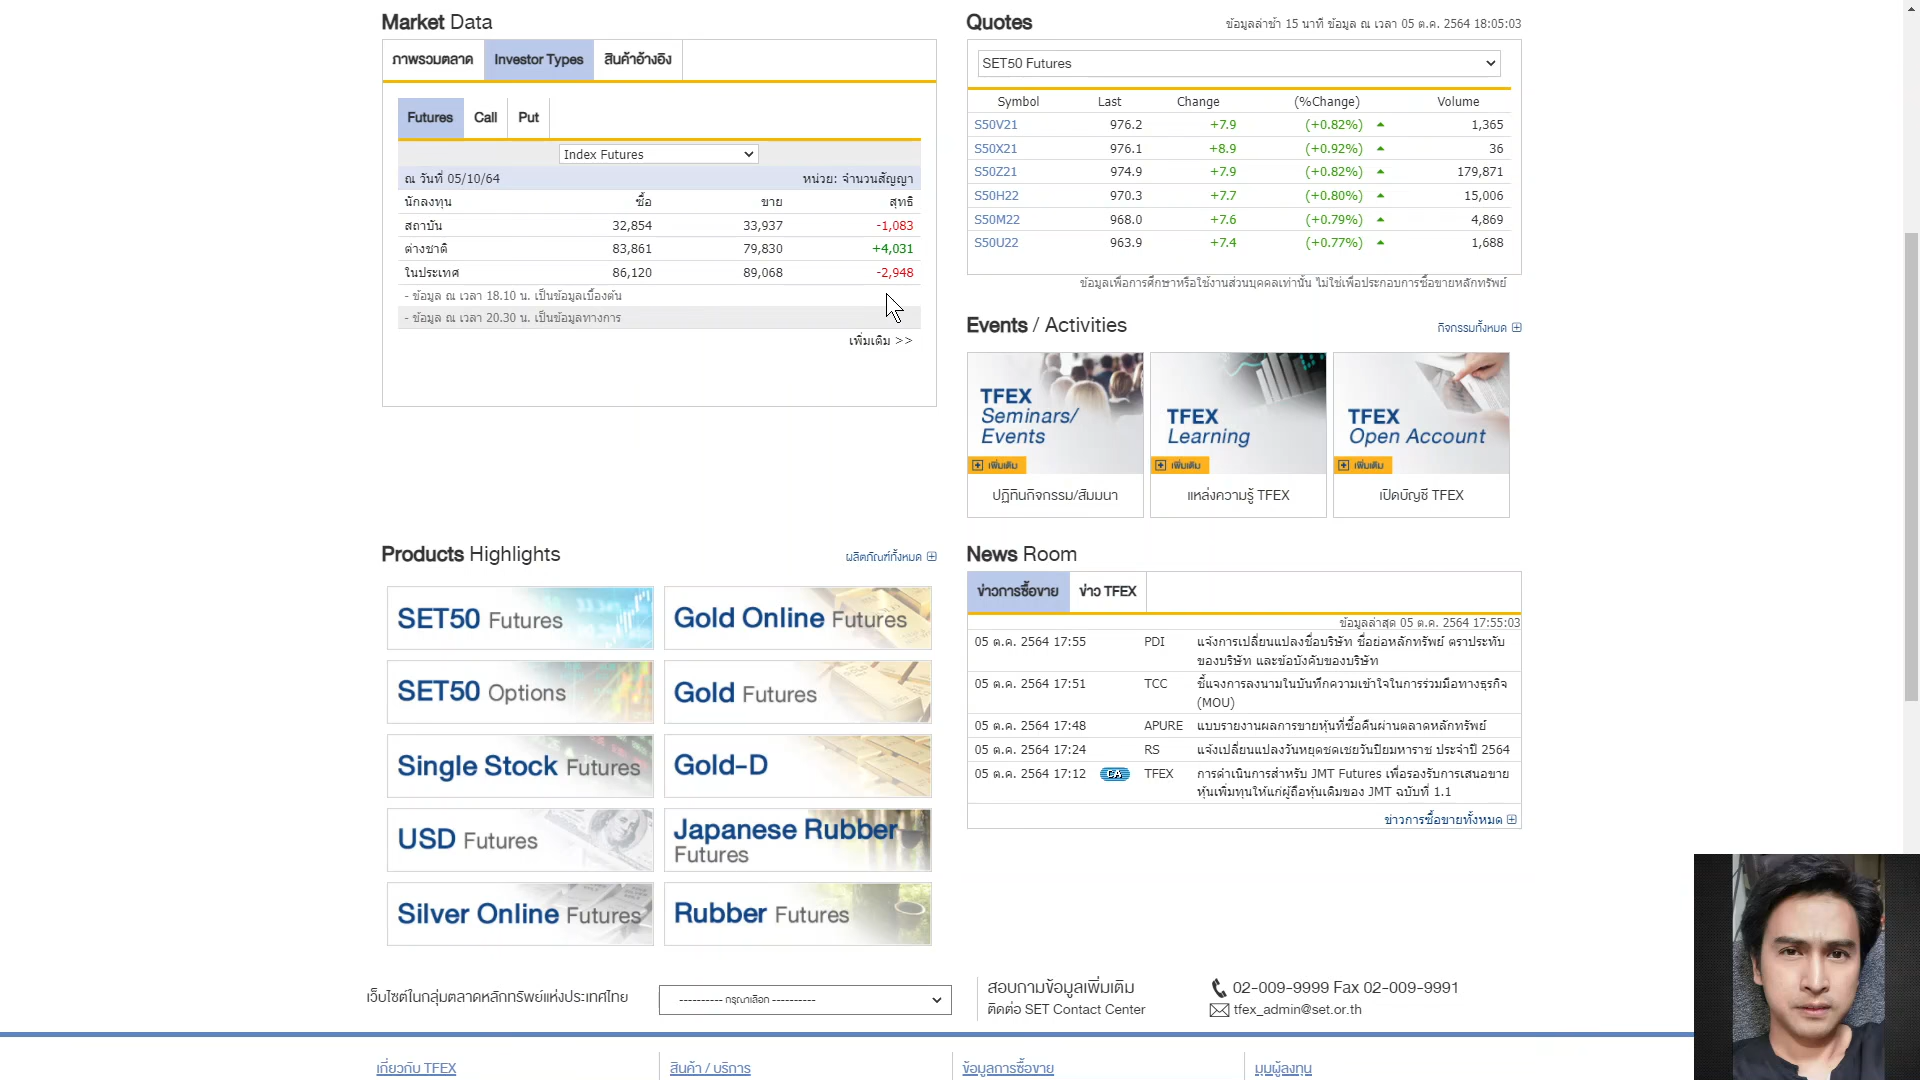 Market Data
ภาพรวมตลาด Investor Types สินค้าอ้างอิง
Futures Call Put
Index Futures
ณ วันที่ 05/10/64 หน่วย: จำนวนสัญญา
นักลงทุน ซื้อ ขาย สุทธิ
สถาบัน 32,854 33,937 -1,083
ต่างชาติ 83,861 79,830 +4,031
ในประเทศ 86,120 89,068 -2,948
- ข้อมูล ณ เวลา 18.10 น. เป็นข้อมูลเบื้องต้น
- ข้อมูล ณ เวลา 20.30 น. เป็นข้อมูลทางการ
เพิ่มเติม >>
Quotes ข้อมูลล่าช้า 15 นาที ข้อมูล ณ เวลา 05 ต.ค. 2564 18:05:03
SET50 Futures
Symbol Last Change (%Change) Volume
S50V21 976.2 +7.9 (+0.82%) 1,365
S50X21 976.1 +8.9 (+0.92%) 36
S50Z21 974.9 +7.9 (+0.82%) 179,871
S50H22 970.3 +7.7 (+0.80%) 15,006
S50M22 968.0 +7.6 (+0.79%) 4,869
S50U22 963.9 +7.4 (+0.77%) 1,688
ข้อมูลเพื่อการศึกษาหรือใช้งานส่วนบุคคลเท่านั้น ไม่ใช่เพื่อประกอบการซื้อขายหลักทรัพย์
Events / Activities กิจกรรมทั้งหมด
TFEX
Seminars/
Events
เพิ่มเติม
ปฏิทินกิจกรรม/สัมมนา
TFEX
Learning
เพิ่มเติม
แหล่งความรู้ TFEX
TFEX
Open Account
เพิ่มเติม
เปิดบัญชี TFEX
Products Highlights ผลิตภัณฑ์ทั้งหมด
SET50 Futures Gold Online Futures
SET50 Options Gold Futures
Single Stock Futures Gold-D
USD Futures Japanese Rubber
Futures
Silver Online Futures Rubber Futures
News Room
ข่าวการซื้อขาย ข่าว TFEX
ข้อมูลล่าสุด 05 ต.ค. 2564 17:55:03
05 ต.ค. 2564 17:55 PDI แจ้งการเปลี่ยนแปลงชื่อบริษัท ชื่อย่อหลักทรัพย์ ตราประทับ
ของบริษัท และข้อบังคับของบริษัท
05 ต.ค. 2564 17:51 TCC ชี้แจงการลงนามในบันทึกความเข้าใจในการร่วมมือทางธุรกิจ
(MOU)
05 ต.ค. 2564 17:48 APURE แบบรายงานผลการขายหุ้นที่ซื้อคืนผ่านตลาดหลักทรัพย์
05 ต.ค. 2564 17:24 RS แจ้งเปลี่ยนแปลงวันหยุดชดเชยวันปิยมหาราช ประจำปี 2564
05 ต.ค. 2564 17:12 CA TFEX การดำเนินการสำหรับ JMT Futures เพื่อรองรับการเสนอขาย
หุ้นเพิ่มทุนให้แก่ผู้ถือหุ้นเดิมของ JMT ฉบับที่ 1.1
ข่าวการซื้อขายทั้งหมด
เว็บไซต์ในกลุ่มตลาดหลักทรัพย์แห่งประเทศไทย ---------- กรุณาเลือก ----------
สอบถามข้อมูลเพิ่มเติม 02-009-9999 Fax 02-009-9991
ติดต่อ SET Contact Center tfex_admin@set.or.th
เกี่ยวกับ TFEX สินค้า / บริการ ข้อมูลการซื้อขาย มุมผู้ลงทุน